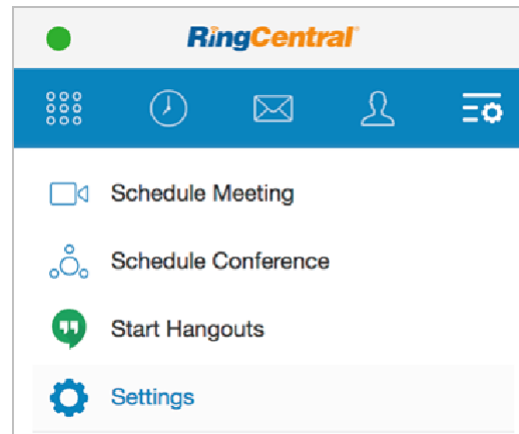 RingCentral
Schedule Meeting
Schedule Conference
Start Hangouts
Settings